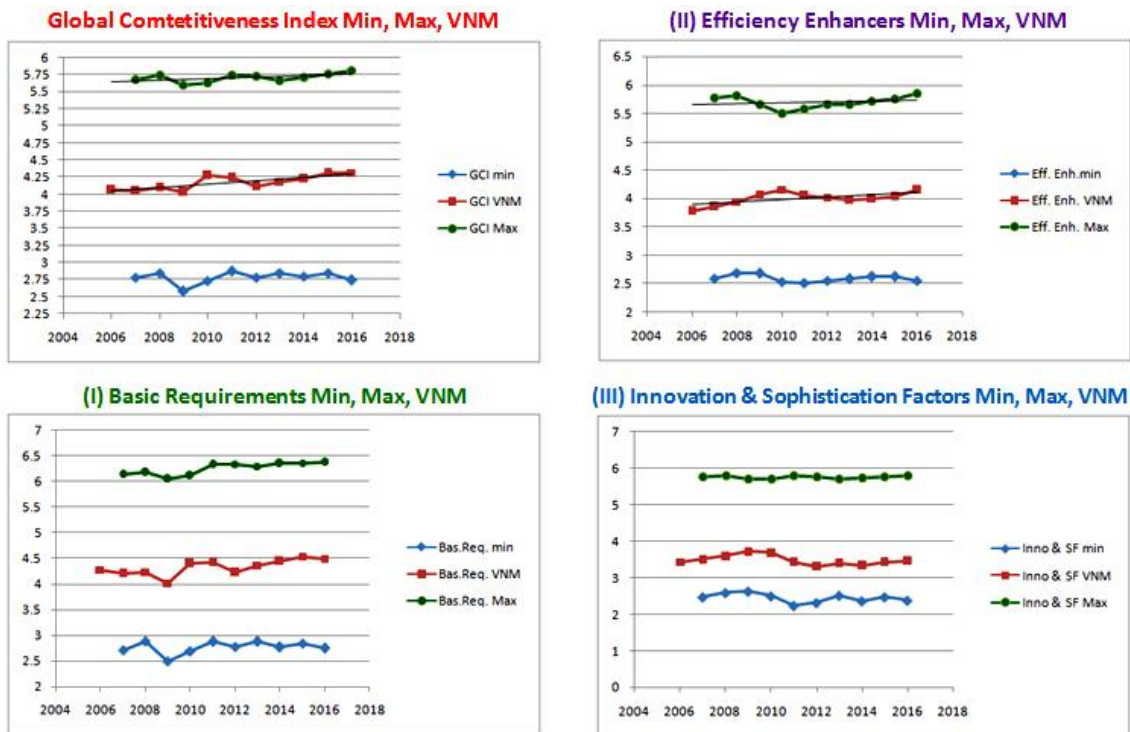 Global Comtetitiveness Index Min, Max, VNM
6
5.75
5.5
5.25
5
4.75
4.5
4.25
4
3.75
3.5
3.25
3
2.75
2.5
2.25
2004 2006 2008 2010 2012 2014 2016 2018
GCI min
GCI VNM
GCI Max
(II) Efficiency Enhancers Min, Max, VNM
6.5
6
5.5
5
4.5
4
3.5
3
2.5
2
2004 2006 2008 2010 2012 2014 2016 2018
Eff. Enh.min
Eff. Enh. VNM
Eff. Enh. Max
(I) Basic Requirements Min, Max, VNM
7
6.5
6
5.5
5
4.5
4
3.5
3
2.5
2
2004 2006 2008 2010 2012 2014 2016 2018
Bas.Req. min
Bas.Req. VNM
Bas.Req. Max
(III) Innovation & Sophistication Factors Min, Max, VNM
7
6
5
4
3
2
1
0
2004 2006 2008 2010 2012 2014 2016 2018
Inno & SF min
Inno & SF VNM
Inno & SF Max